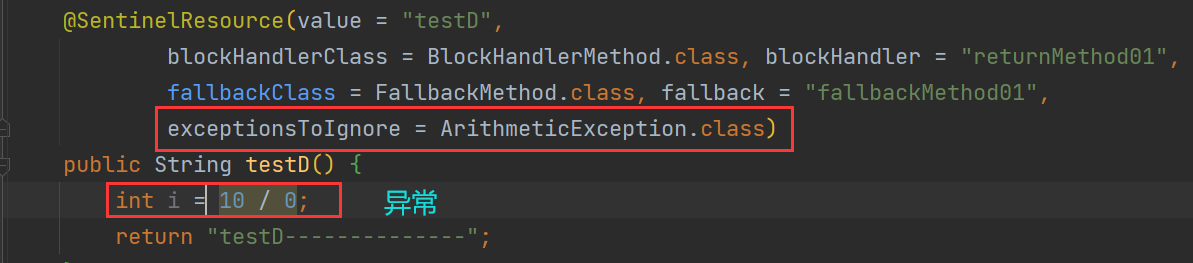 @SentinelResource(value = "testD",
blockHandlerClass = BlockHandlerMethod.class, blockHandler = "returnMethod01",
fallbackClass = FallbackMethod.class, fallback = "fallbackMethod01",
exceptionsToIgnore = ArithmeticException.class)
public String testD() {
int i = 10 / 0; 异常
return "testD--------------";